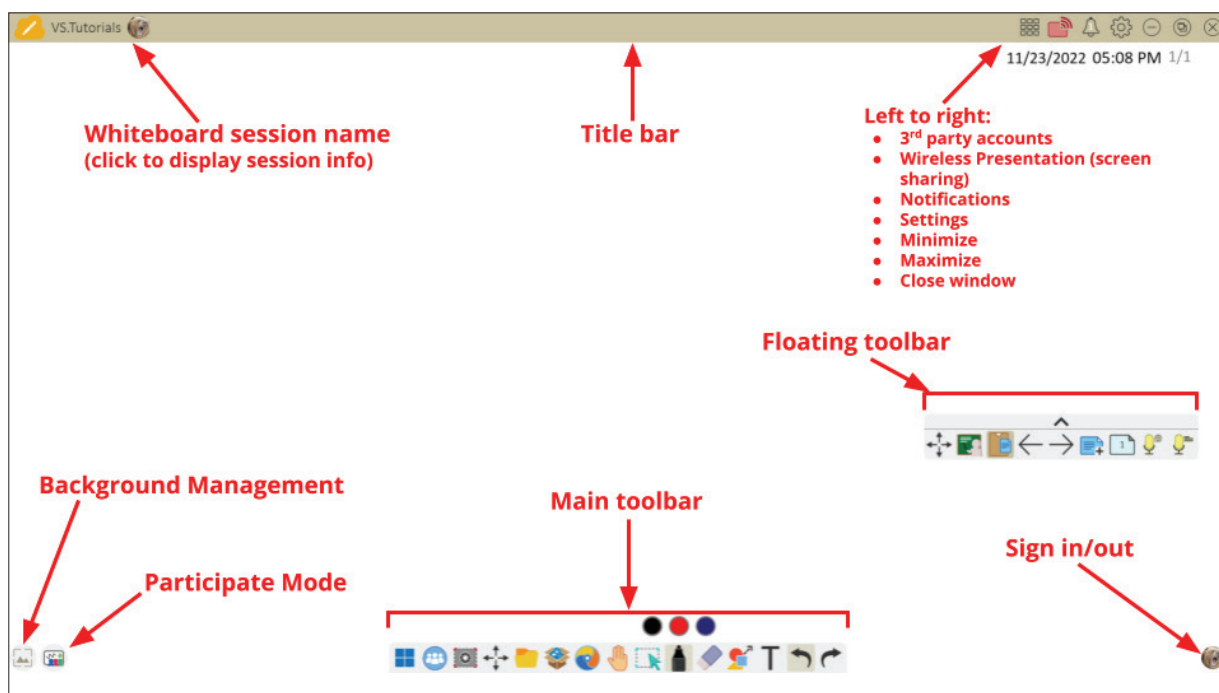 VS.Tutorials
11/23/2022 05:08 PM 1/1
Whiteboard session name
(click to display session info)
Title bar
Left to right:
● 3rd party accounts
● Wireless Presentation (screen
sharing)
● Notifications
● Settings
● Minimize
● Maximize
● Close window
Floating toolbar
1
Background Management
Main toolbar
Sign in/out
Participate Mode
T